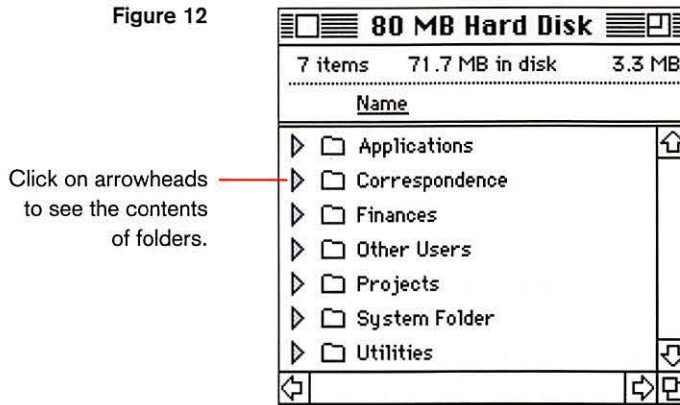 Figure 12
80 MB Hard Disk
7 items 71.7 MB in disk 3.3 MB
Name
Applications
Correspondence
Finances
Other Users
Projects
System Folder
Utilities
Click on arrowheads
to see the contents
of folders.